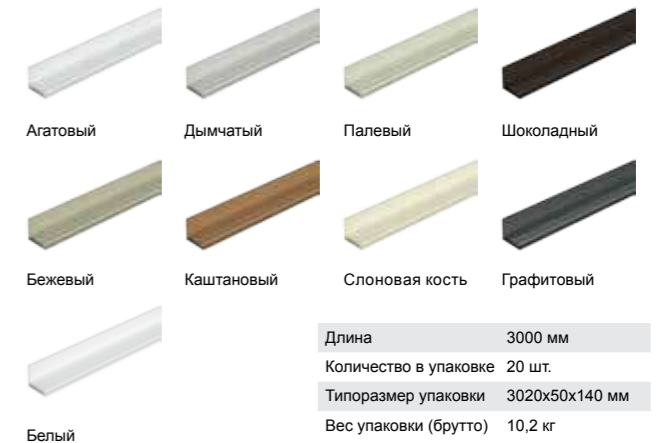 Агатовый
Дымчатый
Палевый
Шоколадный
Бежевый
Каштановый
Слоновая кость
Графитовый
Белый
Длина 3000 мм
Количество в упаковке 20 шт.
Типоразмер упаковки 3020х50х140 мм
Вес упаковки (брутто) 10,2 кг